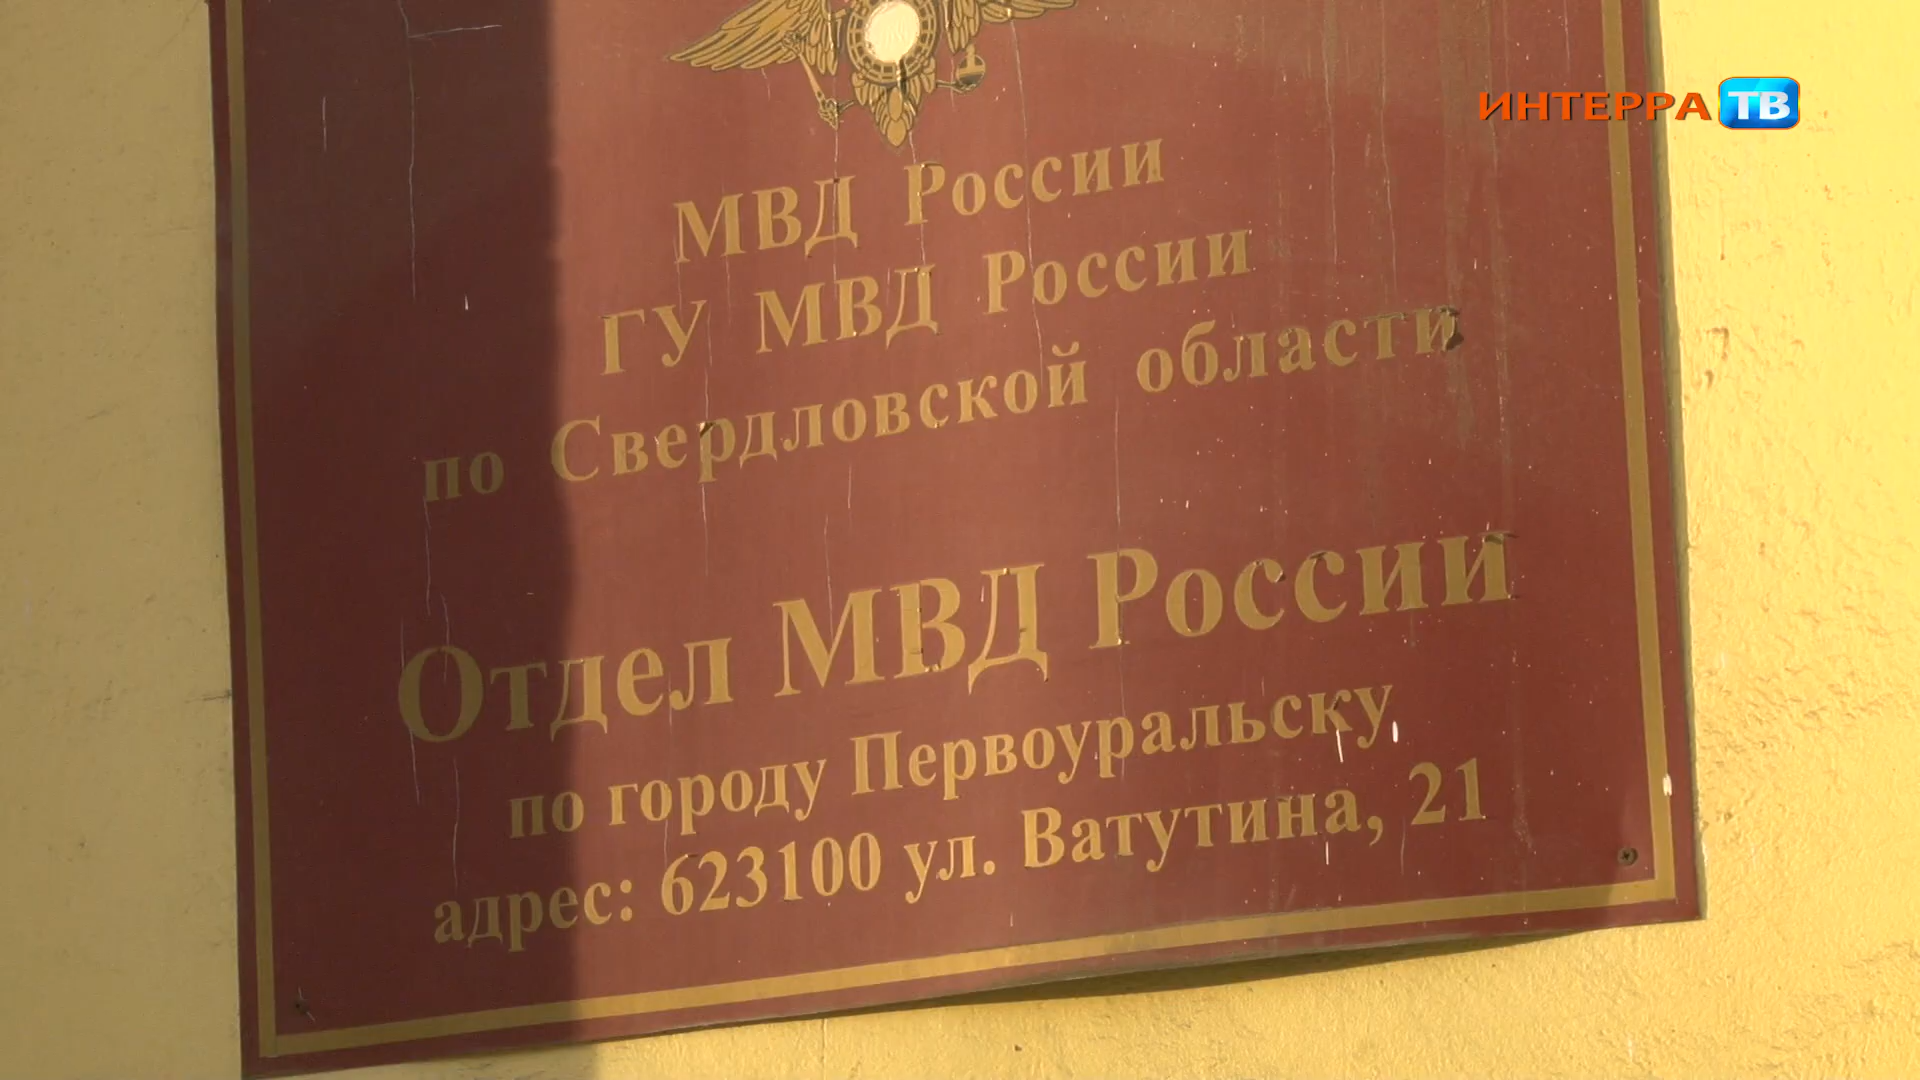 ИНТЕРРА ТВ
МВД России
ГУ МВД России
по Свердловской области
Отдел МВД России
по городу Первоуральску
адрес: 623100 ул. Ватутина, 21